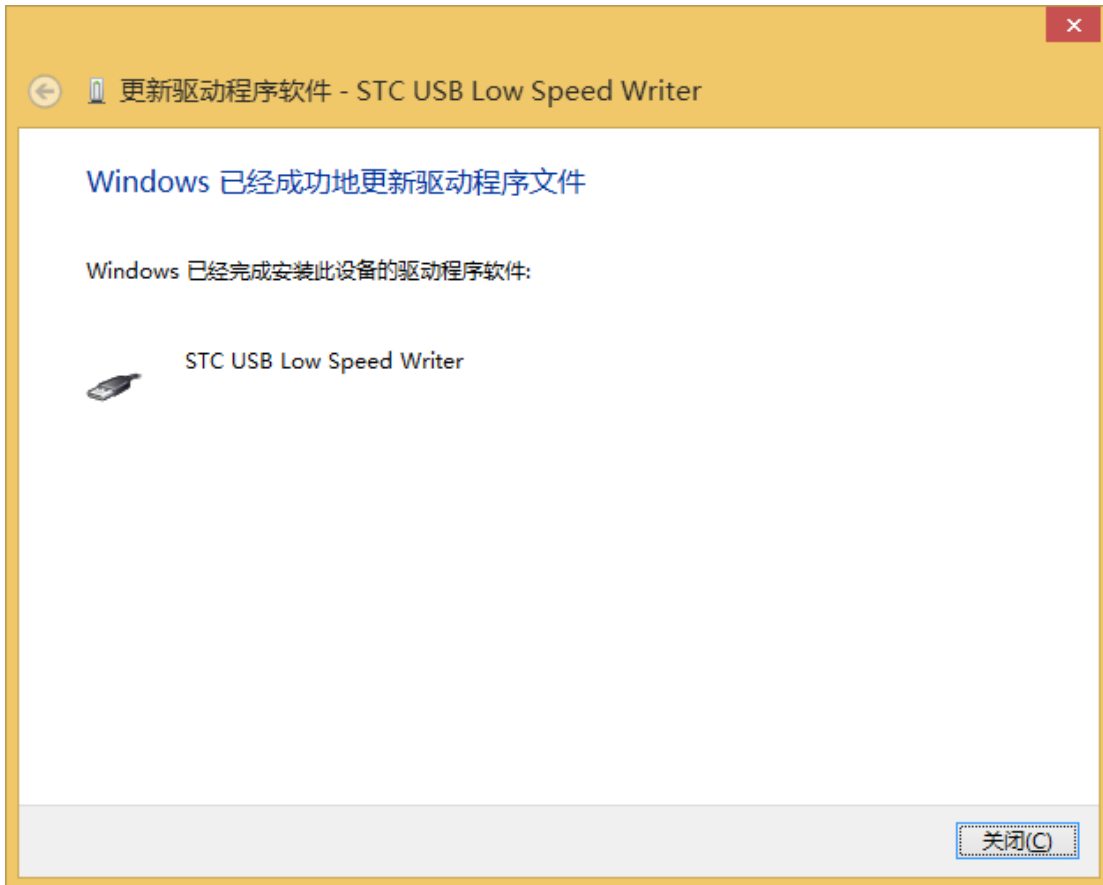 更新驱动程序软件 - STC USB Low Speed Writer
Windows 已经成功地更新驱动程序文件
Windows 已经完成安装此设备的驱动程序软件:
STC USB Low Speed Writer
关闭(C)